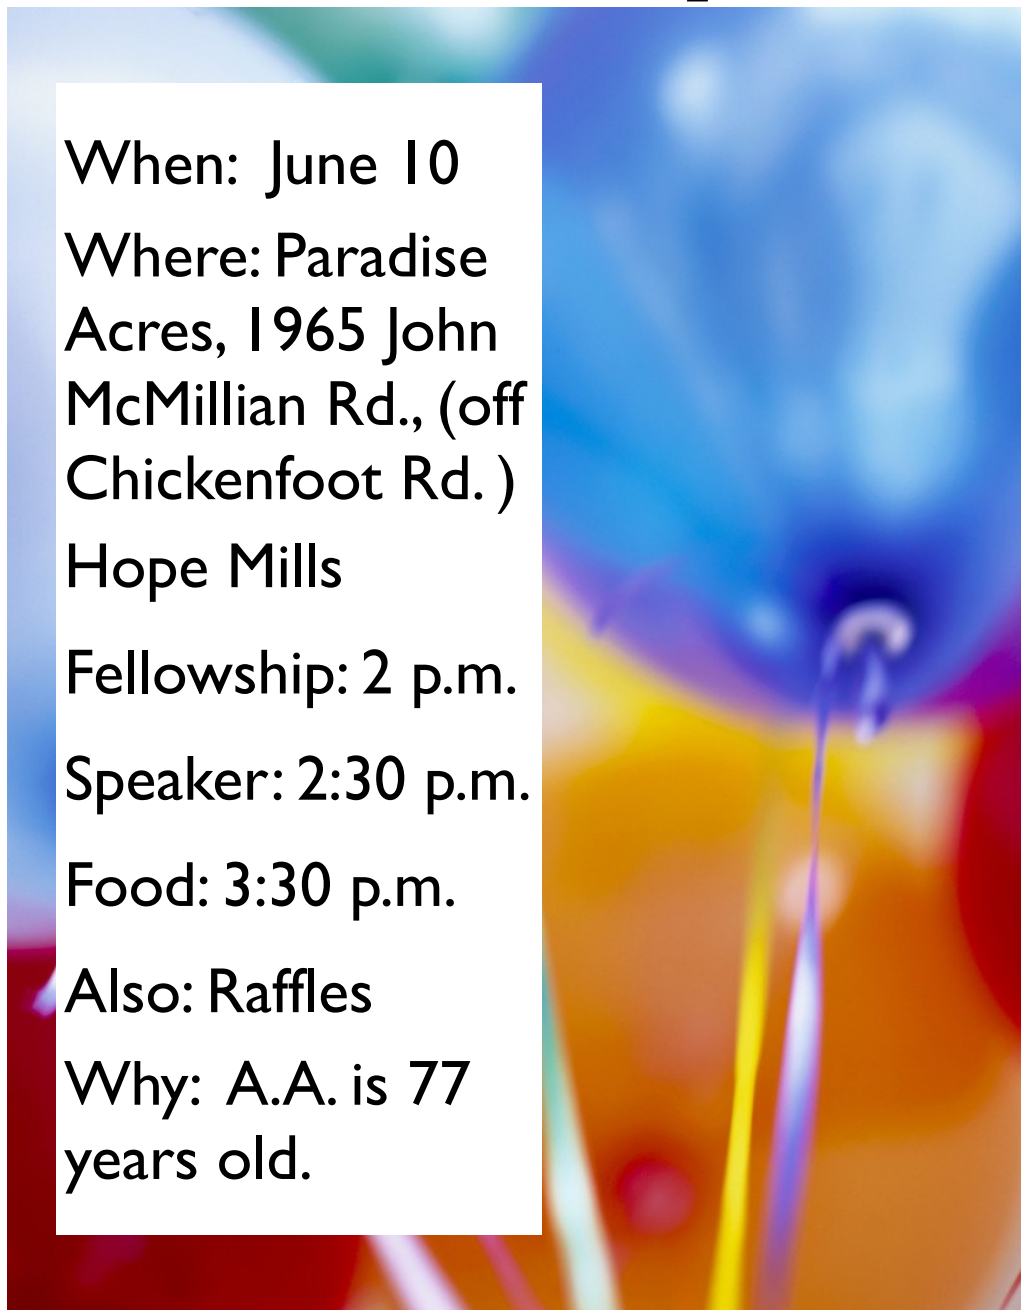 When: June 10
Where: Paradise
Acres, 1965 John
McMillian Rd., (off
Chickenfoot Rd. )
Hope Mills
Fellowship: 2 p.m.
Speaker: 2:30 p.m.
Food: 3:30 p.m.
Also: Raffles
Why: A.A. is 77
years old.